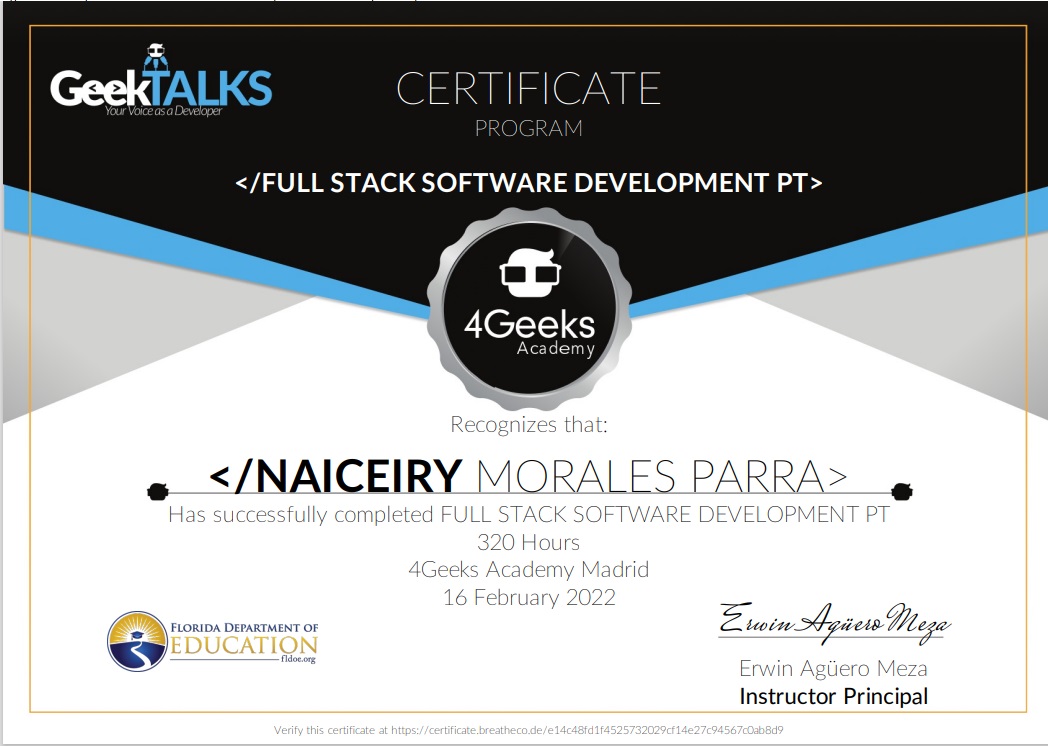 GeekTALKS
Your Voice as a Developer
CERTIFICATE
PROGRAM
</FULL STACK SOFTWARE DEVELOPMENT PT>
4Geeks
Academy
Recognizes that:
</NAICEIRY MORALES PARRA>
Has successfully completed FULL STACK SOFTWARE DEVELOPMENT PT
320 Hours
4Geeks Academy Madrid
16 February 2022
FLORIDA DEPARTMENT OF
EDUCATION
fldoe.org
Erwin Agüero Meza
Erwin Agüero Meza
Instructor Principal
Verify this certificate at https://certificate.breatheco.de/e14c48fd1f4525732029cf14e27c94567c0ab8d9